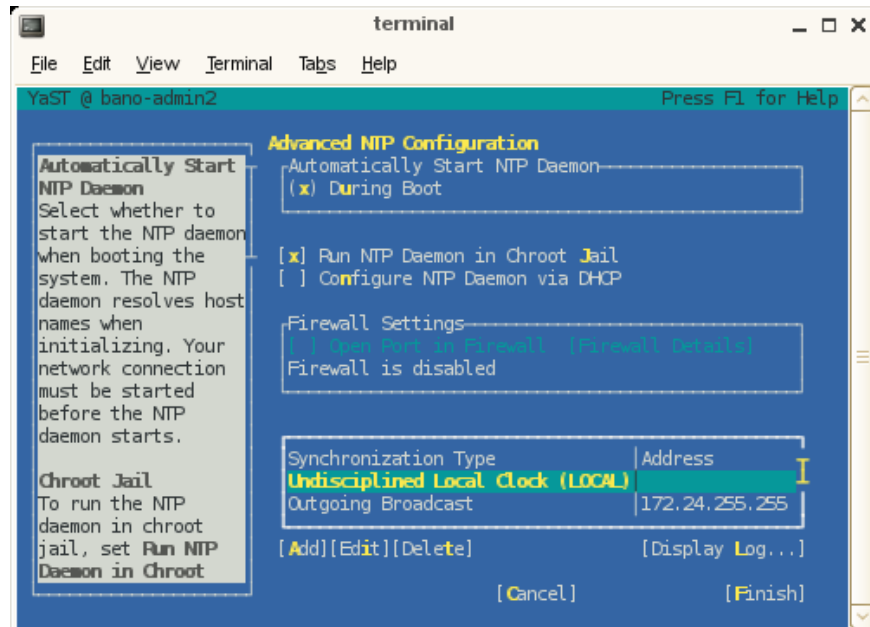 terminal
File Edit View Terminal Tabs Help
YaST @ bano-admin2 Press F1 for Help
Automatically Start
NTP Daemon
Select whether to
start the NTP daemon
when booting the
system. The NTP
daemon resolves host
names when
initializing. Your
network connection
must be started
before the NTP
daemon starts.
Chroot Jail
To run the NTP
daemon in chroot
jail, set Run NTP
Daemon in Chroot
Advanced NTP Configuration
Automatically Start NTP Daemon
(x) During Boot
[x] Run NTP Daemon in Chroot Jail
[ ] Configure NTP Daemon via DHCP
Firewall Settings
[ ] Open Port in Firewall [Firewall Details]
Firewall is disabled
Synchronization Type |Address
Undisciplined Local Clock (LOCAL)|
Outgoing Broadcast |172.24.255.255
[Add][Edit][Delete] [Display Log...]
[Cancel] [Finish]